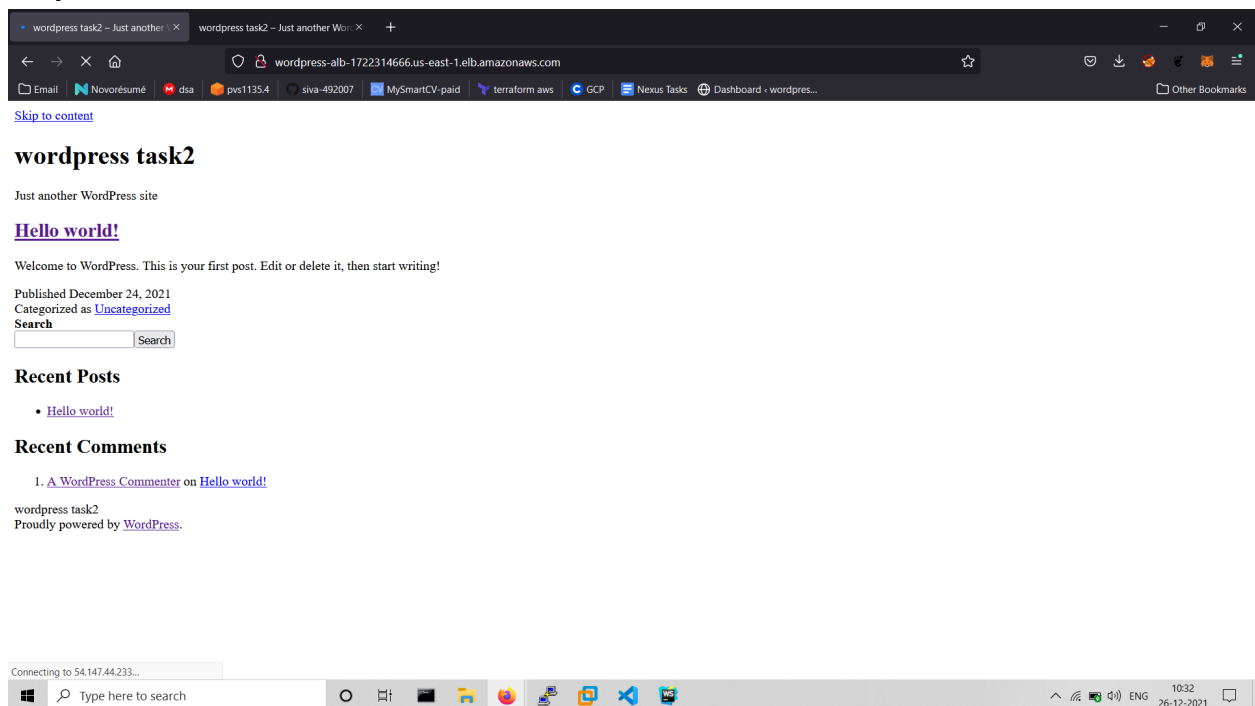 wordpress task2 – Just another
wordpress task2 – Just another Wor
wordpress-alb-1722314666.us-east-1.elb.amazonaws.com
Email Novorésumé dsa pvs1135.4 siva-492007 MySmartCV-paid terraform aws GCP Nexus Tasks Dashboard ‹ wordpres... Other Bookmarks
Skip to content
wordpress task2
Just another WordPress site
Hello world!
Welcome to WordPress. This is your first post. Edit or delete it, then start writing!
Published December 24, 2021
Categorized as Uncategorized
Search
Search
Recent Posts
• Hello world!
Recent Comments
1. A WordPress Commenter on Hello world!
wordpress task2
Proudly powered by WordPress.
Connecting to 54.147.44.233...
Type here to search
ENG
10:32
26-12-2021